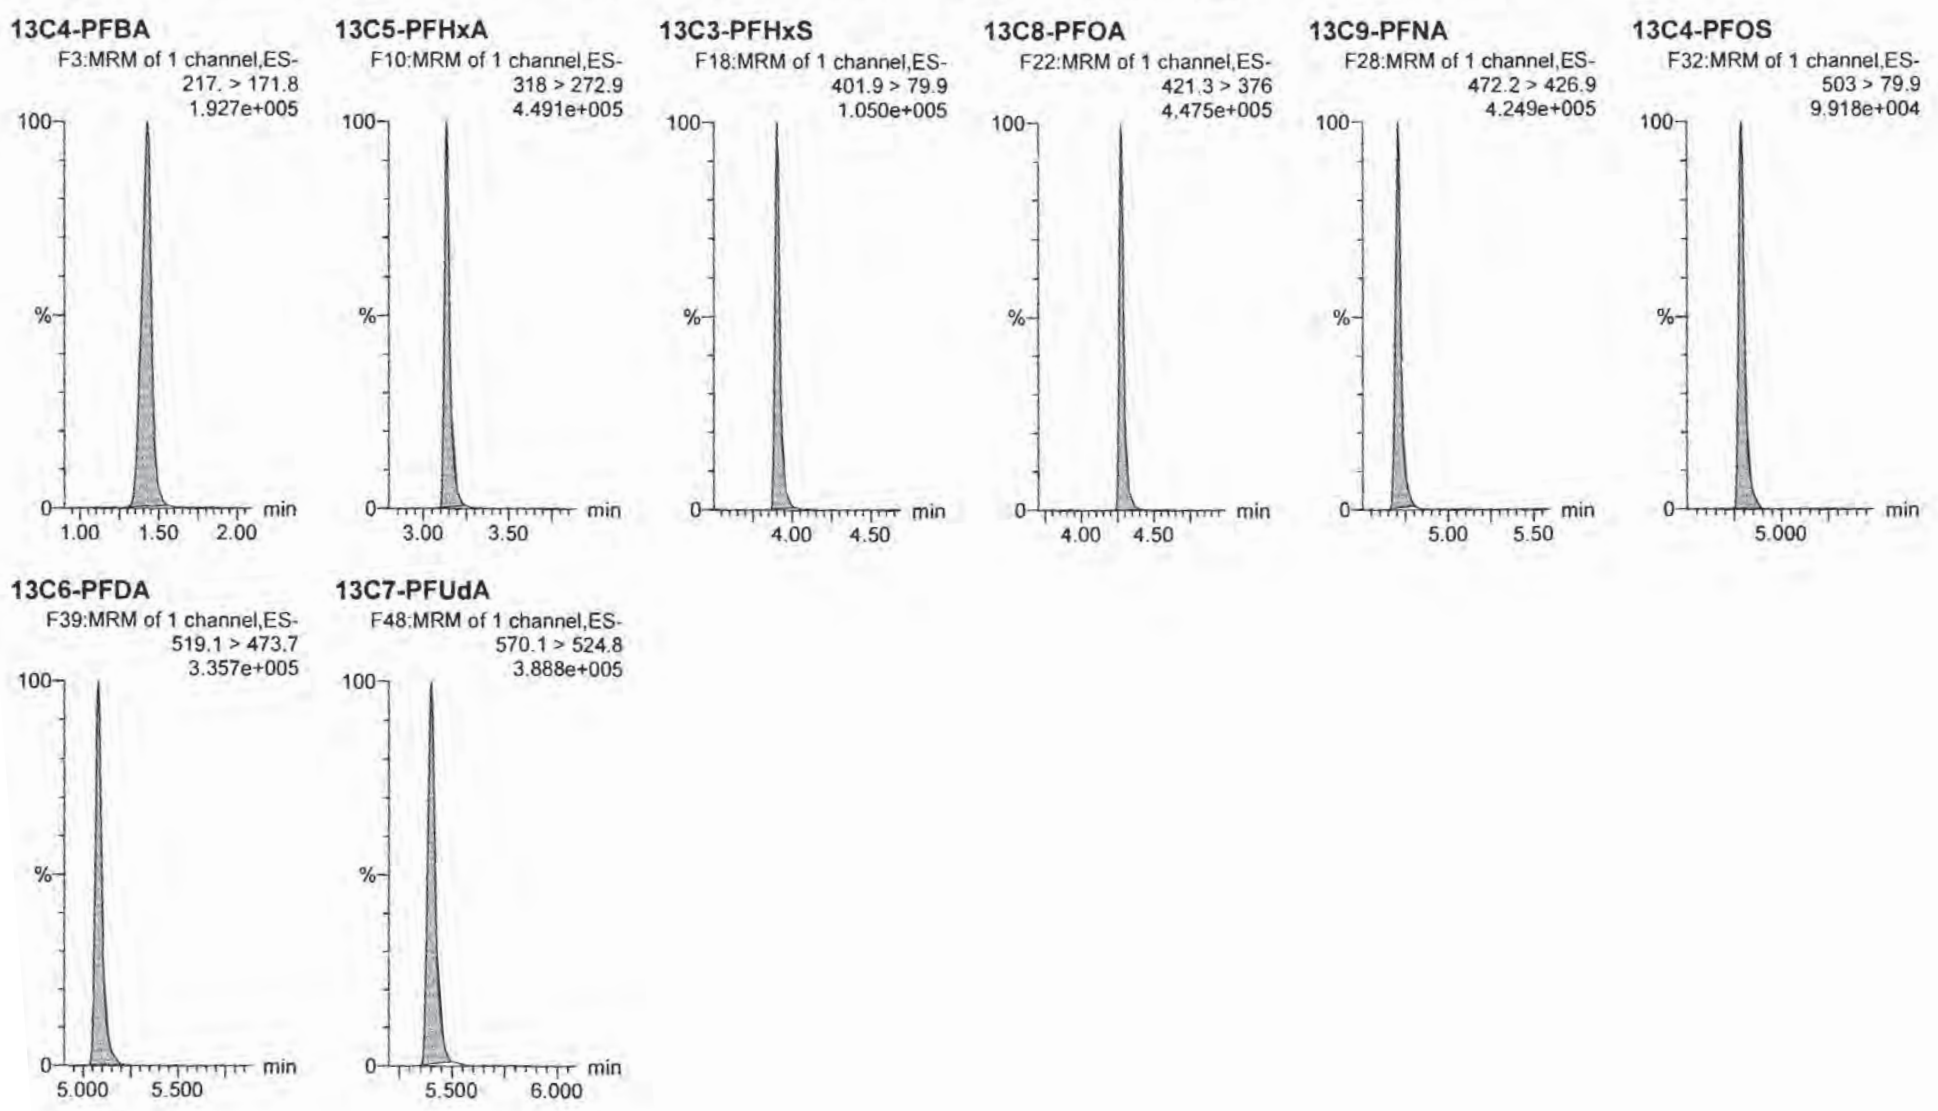 13C4-PFBA
F3:MRM of 1 channel,ES-
217. > 171.8
1.927e+005
100
%
0
1.00 1.50 2.00 min
13C5-PFHxA
F10:MRM of 1 channel,ES-
318 > 272.9
4.491e+005
100
%
0
3.00 3.50 min
13C3-PFHxS
F18:MRM of 1 channel,ES-
401.9 > 79.9
1.050e+005
100
%
0
4.00 4.50 min
13C8-PFOA
F22:MRM of 1 channel,ES-
421.3 > 376
4.475e+005
100
%
0
4.00 4.50 min
13C9-PFNA
F28:MRM of 1 channel,ES-
472.2 > 426.9
4.249e+005
100
%
0
5.00 5.50 min
13C4-PFOS
F32:MRM of 1 channel,ES-
503 > 79.9
9.918e+004
100
%
0
5.000 min
13C6-PFDA
F39:MRM of 1 channel,ES-
519.1 > 473.7
3.357e+005
100
%
0
5.000 5.500 min
13C7-PFUdA
F48:MRM of 1 channel,ES-
570.1 > 524.8
3.888e+005
100
%
0
5.500 6.000 min